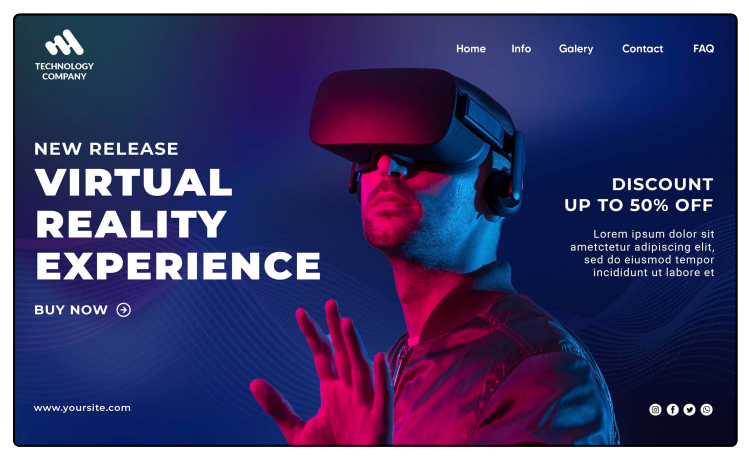 TECHNOLOGY
COMPANY
Home Info Galery Contact FAQ
NEW RELEASE
VIRTUAL
REALITY
EXPERIENCE
BUY NOW
DISCOUNT
UP TO 50% OFF
Lorem ipsum dolor sit
ametctetur adipiscing elit,
sed do eiusmod tempor
incididunt ut labore et
www.yoursite.com